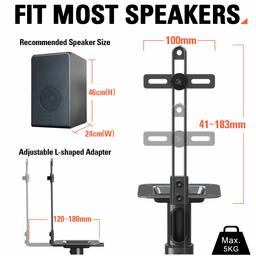 FIT MOST SPEAKERS.
Recommended Speaker Size
100mm
46cm(H)
24cm(W)
41~183mm
Adjustable L-shaped Adapter
120~180mm
Max.
5KG